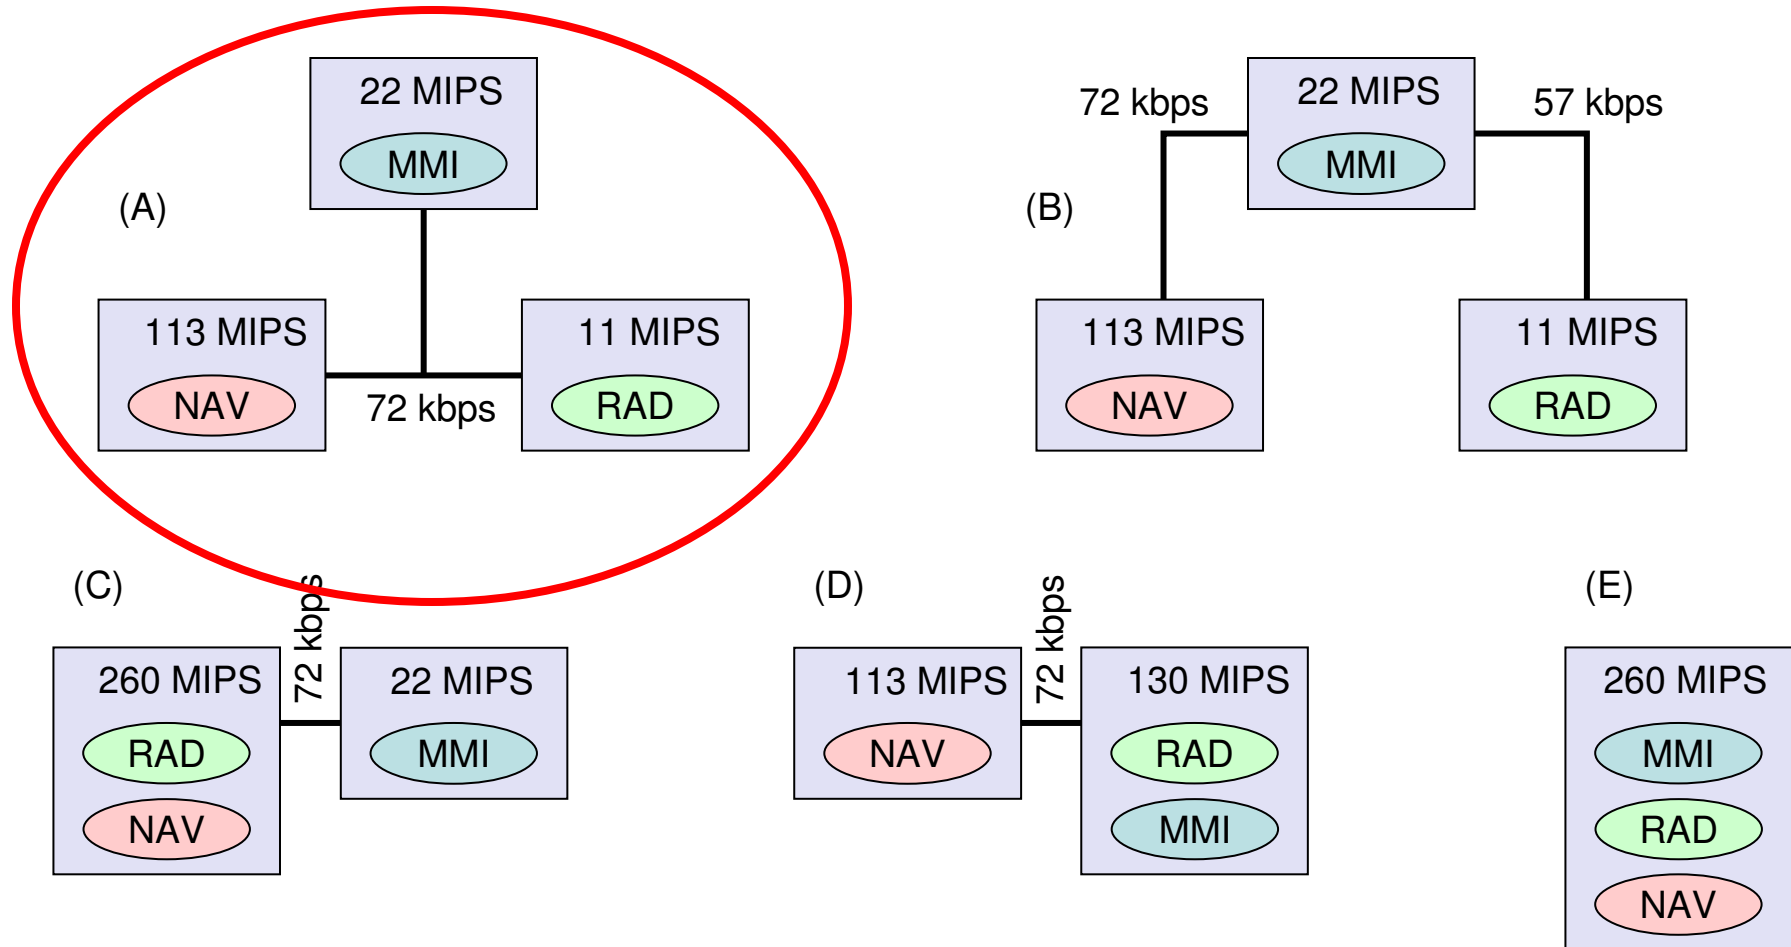 (A)
22 MIPS
MMI
113 MIPS
NAV
72 kbps
11 MIPS
RAD
(B)
72 kbps
22 MIPS
MMI
57 kbps
113 MIPS
NAV
11 MIPS
RAD
(C)
260 MIPS
RAD
NAV
72 kbps
22 MIPS
MMI
(D)
113 MIPS
NAV
72 kbps
130 MIPS
RAD
MMI
(E)
260 MIPS
MMI
RAD
NAV